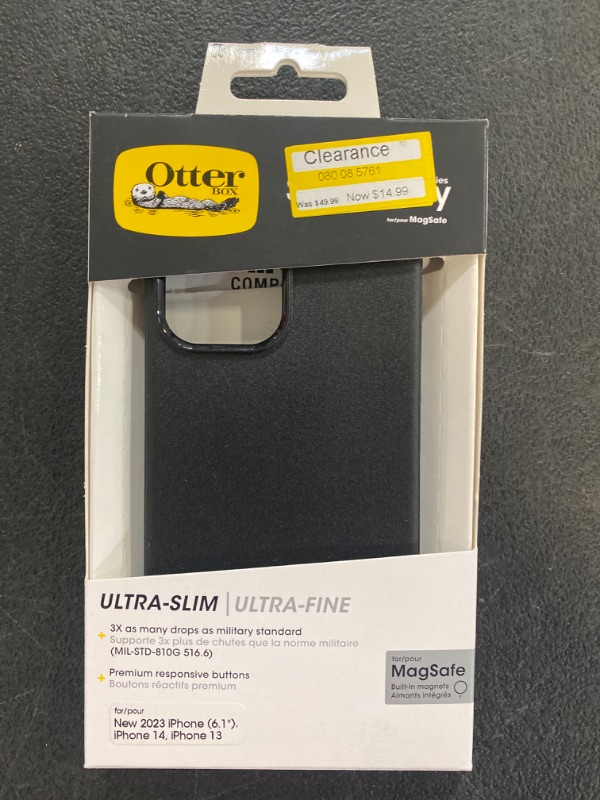 Otter
BOX
Clearance
080 08 5761
Was $49.99 Now $14.99
for/pour MagSafe
COMP
ULTRA-SLIM | ULTRA-FINE
+ 3X as many drops as military standard
Supporte 3x plus de chutes que la norme militaire
(MIL-STD-810G 516.6)
+ Premium responsive buttons
Boutons réactifs premium
for/pour
MagSafe
Built-in magnets
Aimants intégrés
for/pour
New 2023 iPhone (6.1"),
iPhone 14, iPhone 13